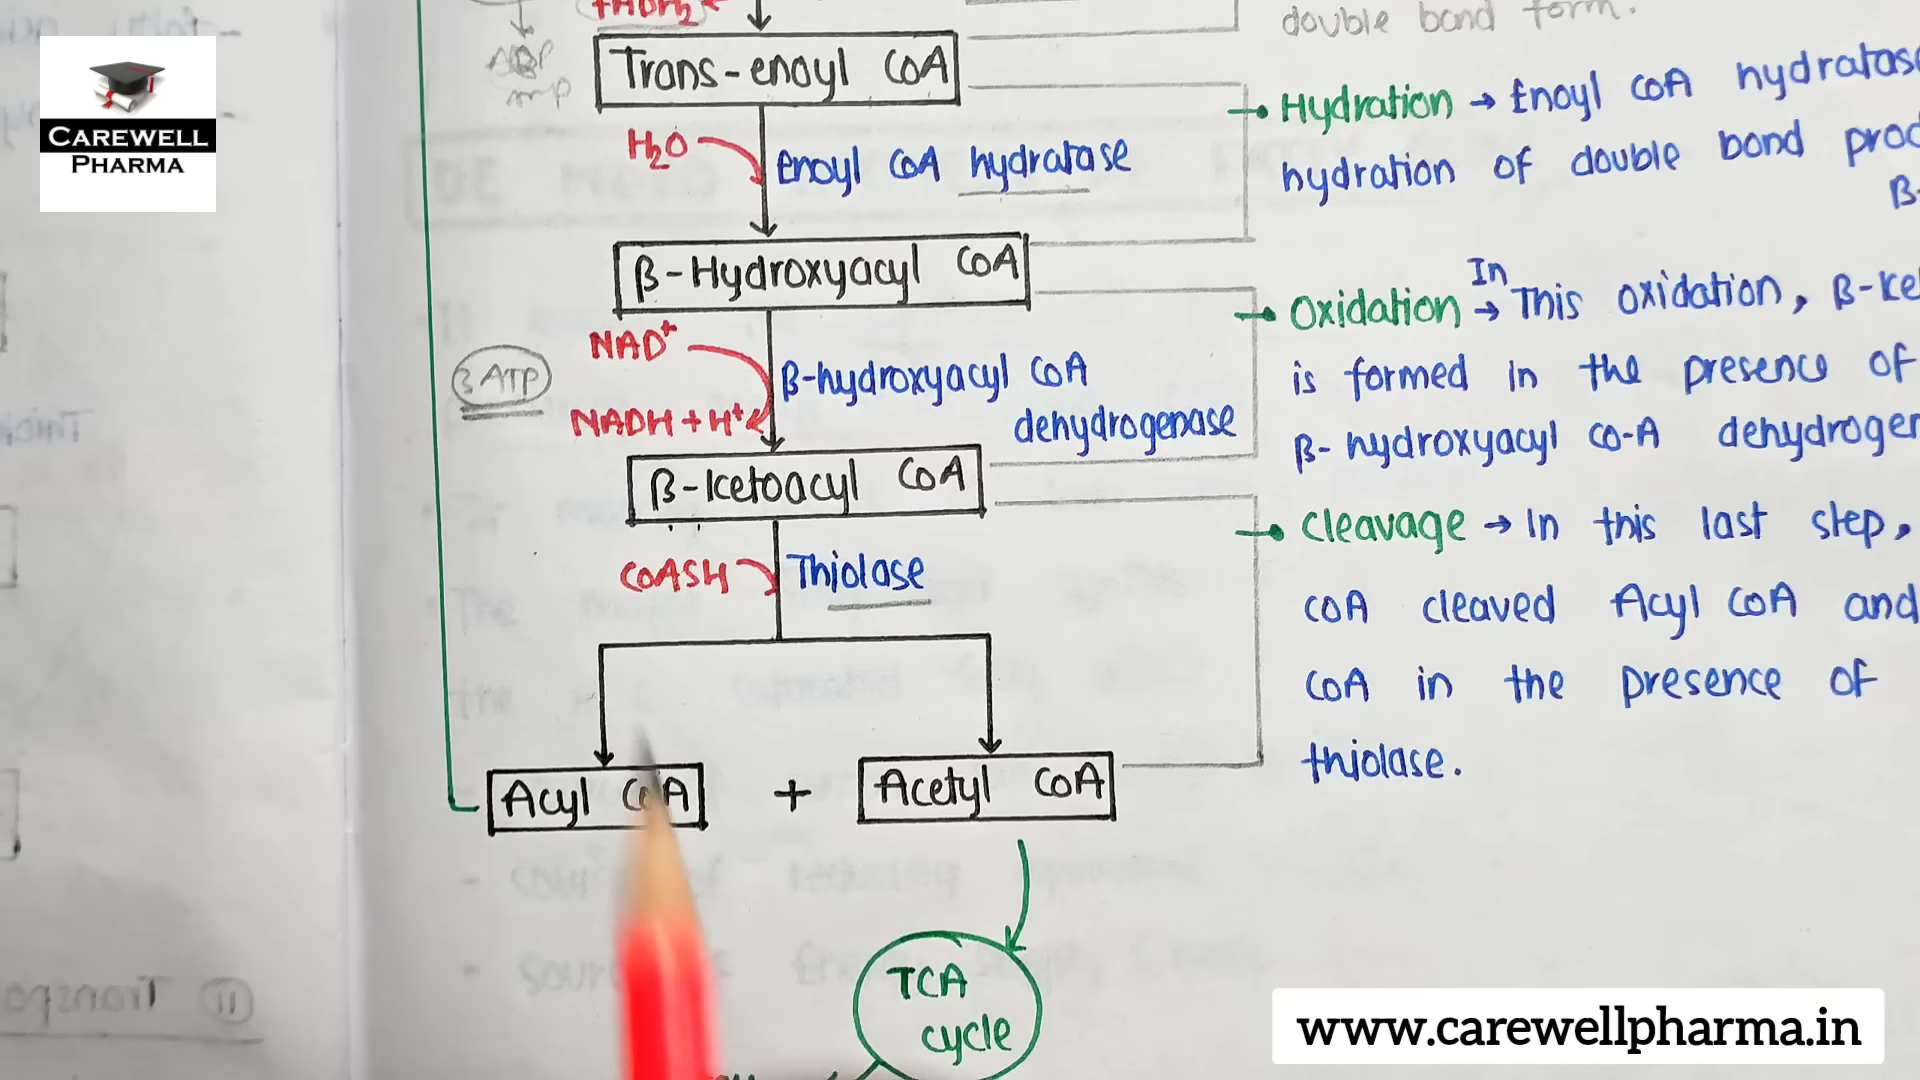 CAREWELL
PHARMA
+FADH2
Trans-enoyl CoA
H2O
Enoyl CoA hydratase
β-Hydroxyacyl CoA
NAD+
3 ATP
β-hydroxyacyl CoA
dehydrogenase
NADH + H+
β-Ketoacyl CoA
CoASH
Thiolase
Acyl CoA + Acetyl CoA
TCA
cycle
double bond form.
Hydration → Enoyl CoA hydratase
hydration of double bond
β-
Oxidation → In This oxidation, β-Ke
is formed in the presence of
β-hydroxyacyl Co-A
Cleavage → In this last step,
CoA cleaved Acyl CoA and
CoA in the presence of
thiolase.
www.carewellpharma.in